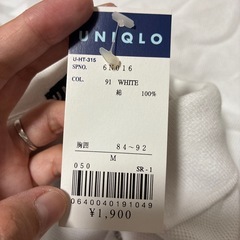 UNIQLO
U-HT-315
SPNO. 6N016
COL. 91 WHITE
綿 100%
胸囲 84~92
M
050 SR-1
0640040191049
¥1,900